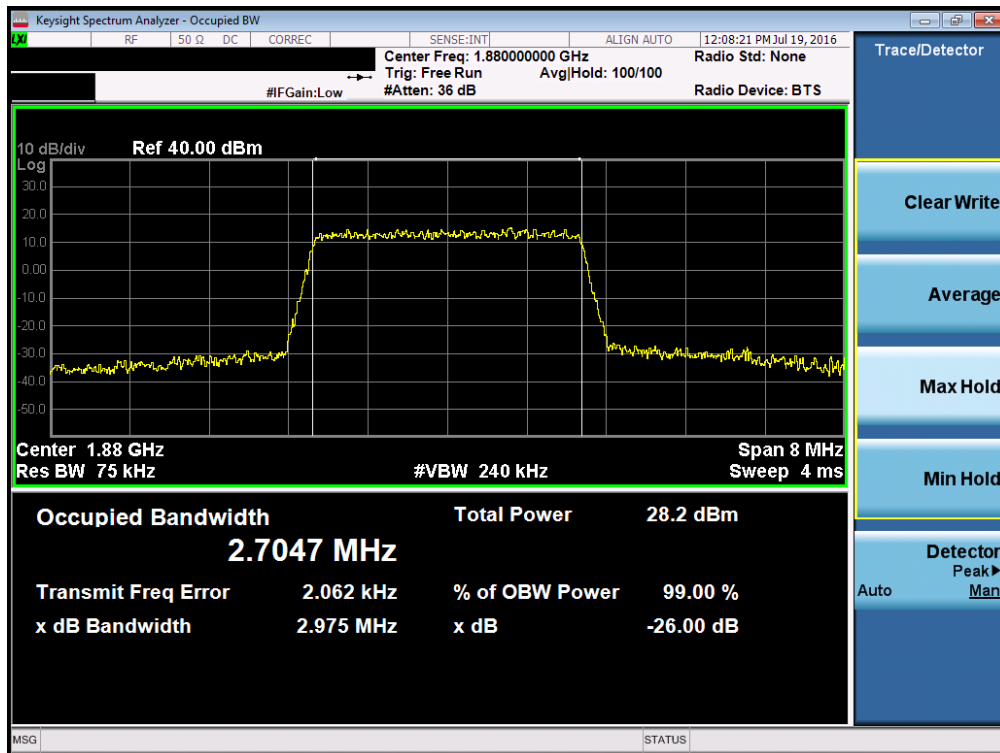 Keysight Spectrum Analyzer - Occupied BW
LXI RF 50 Ω DC CORREC SENSE:INT ALIGN AUTO 12:08:21 PM Jul 19, 2016
Center Freq: 1.880000000 GHz Radio Std: None
Trig: Free Run Avg|Hold: 100/100
#IFGain:Low #Atten: 36 dB Radio Device: BTS
10 dB/div Ref 40.00 dBm
Log
30.0
20.0
10.0
0.00
-10.0
-20.0
-30.0
-40.0
-50.0
Center 1.88 GHz Span 8 MHz
Res BW 75 kHz #VBW 240 kHz Sweep 4 ms
Occupied Bandwidth Total Power 28.2 dBm
2.7047 MHz
Transmit Freq Error 2.062 kHz % of OBW Power 99.00 %
x dB Bandwidth 2.975 MHz x dB -26.00 dB
MSG STATUS
Trace/Detector
Clear Write
Average
Max Hold
Min Hold
Detector
Peak▶
Auto Man